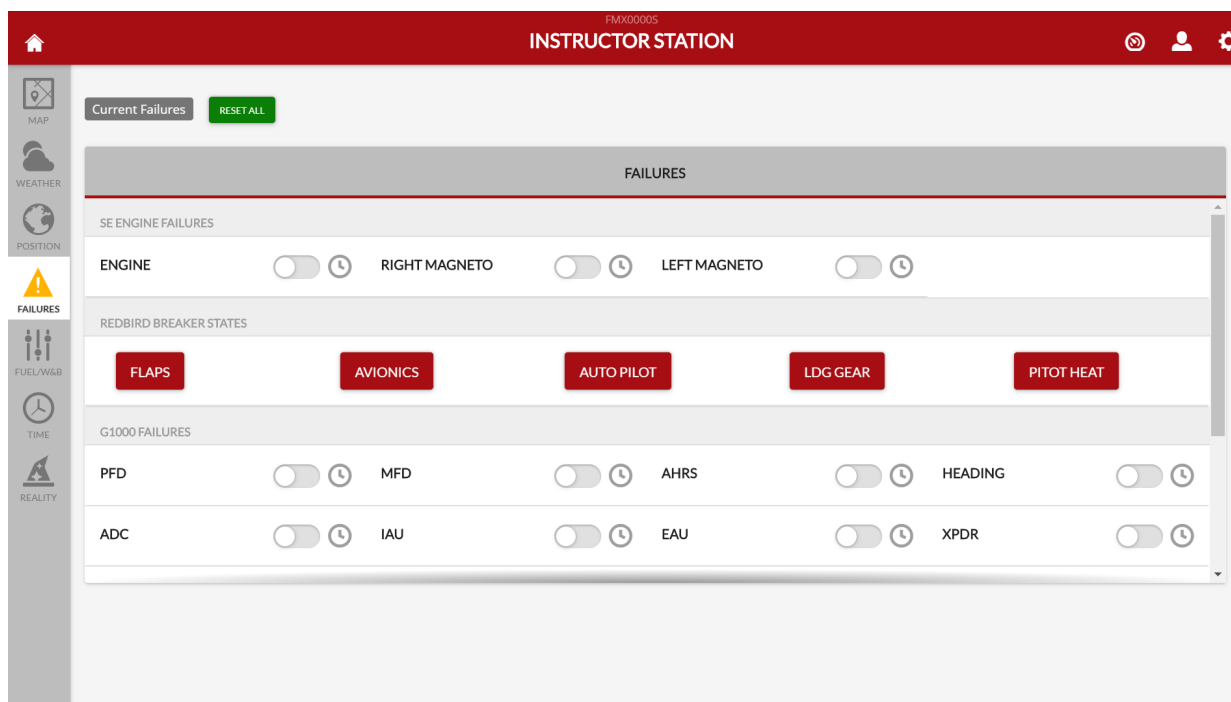 FMX0000S
INSTRUCTOR STATION
MAP
WEATHER
POSITION
FAILURES
FUEL/W&B
TIME
REALITY
Current Failures RESET ALL
FAILURES
SE ENGINE FAILURES
ENGINE RIGHT MAGNETO LEFT MAGNETO
REDBIRD BREAKER STATES
FLAPS AVIONICS AUTO PILOT LDG GEAR PITOT HEAT
G1000 FAILURES
PFD MFD AHRS HEADING
ADC IAU EAU XPDR